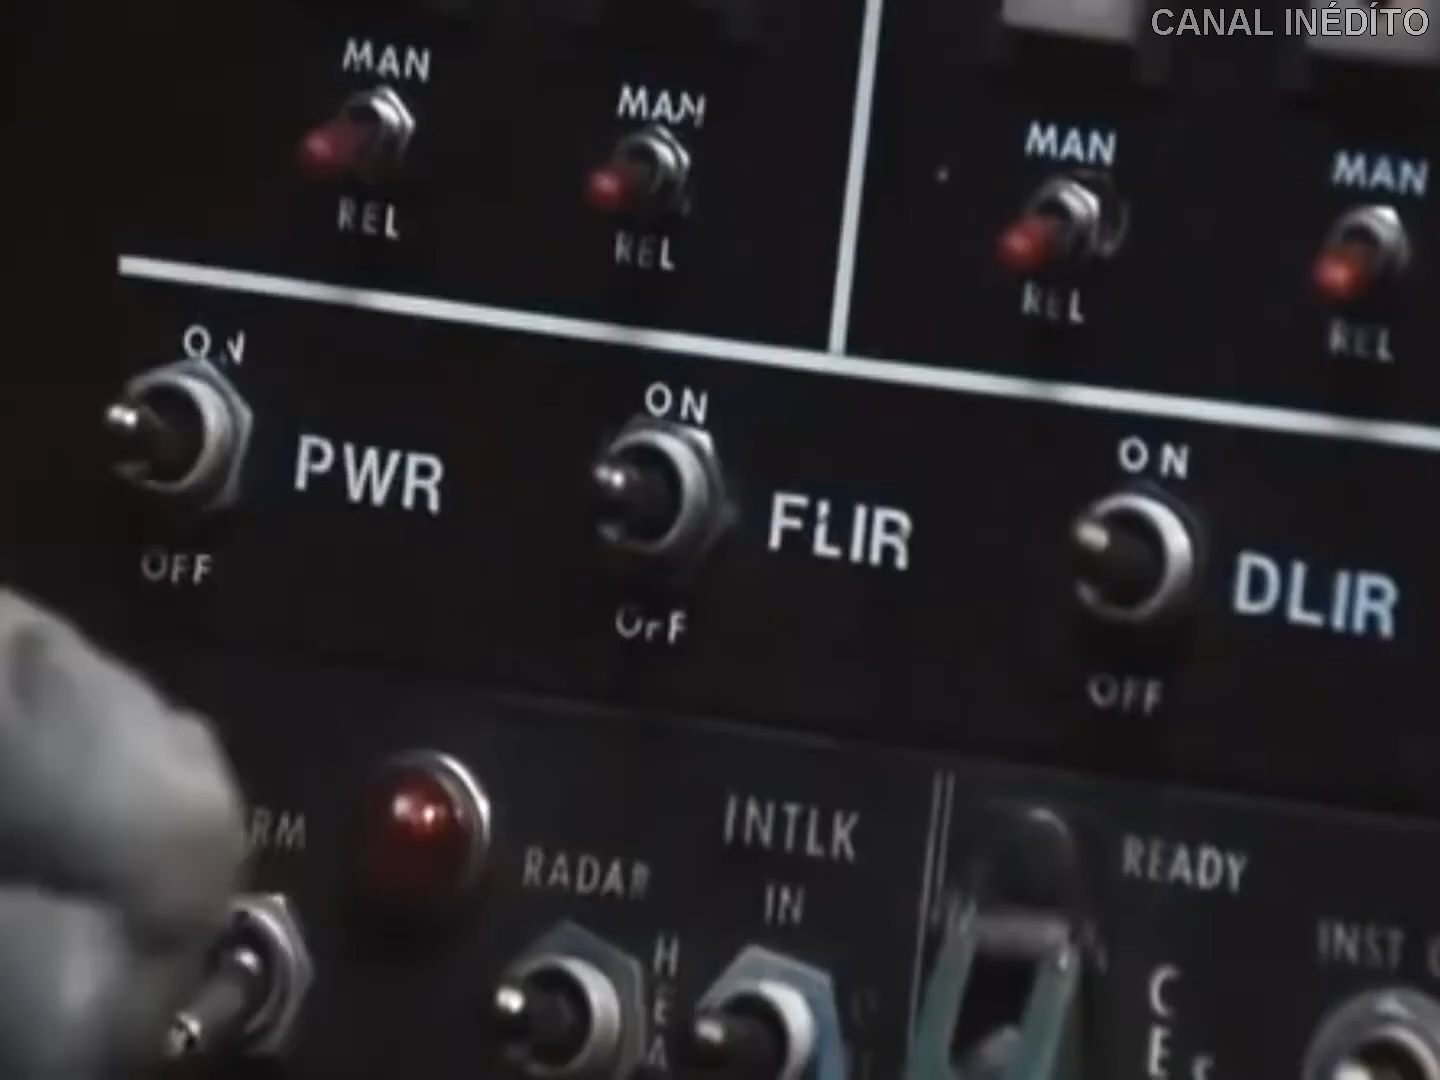 CANAL INÉDÍTO
MAN
MAN
MAN
MAN
REL
REL
REL
REL
ON
ON
ON
PWR
FLIR
DLIR
OFF
OFF
OFF
RADAR
INTLK
IN
READY
INST